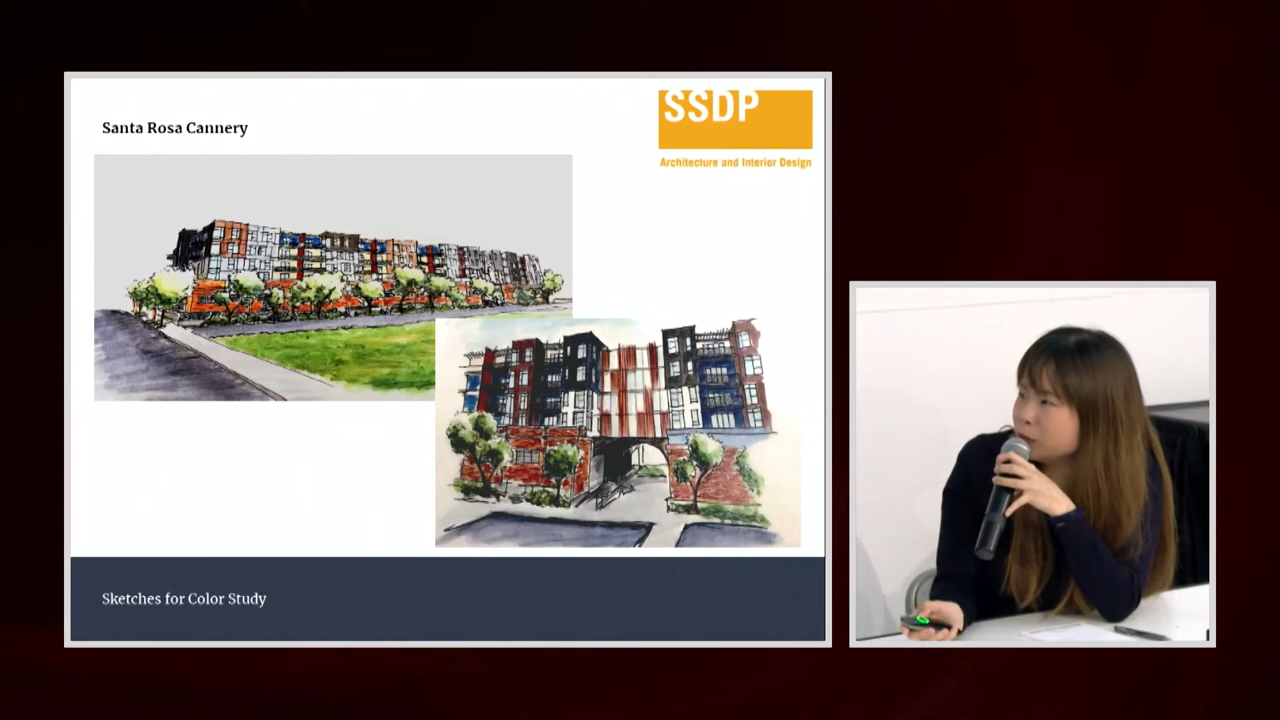 Santa Rosa Cannery
SSDP
Architecture and Interior Design
Sketches for Color Study